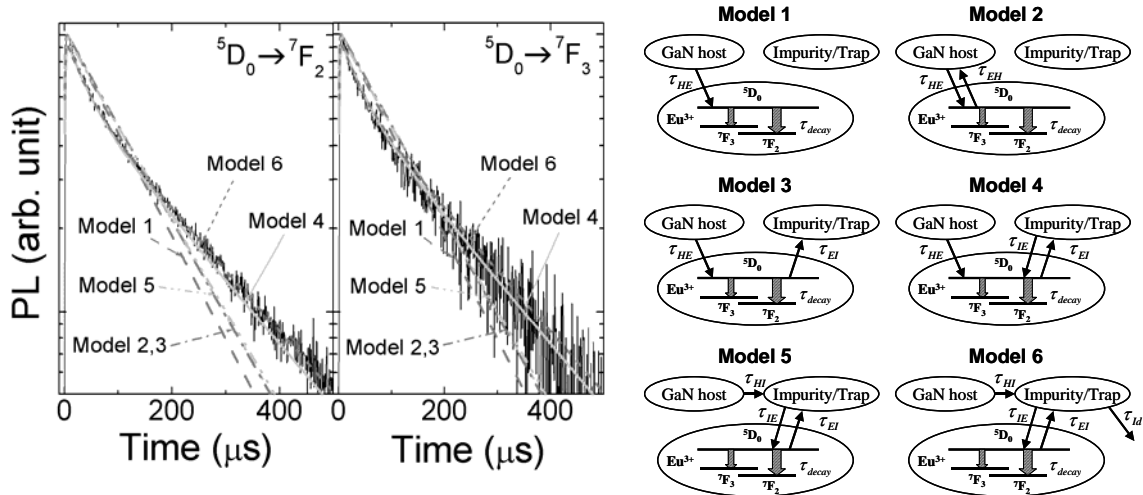 ⁵D₀→⁷F₂
Model 6
Model 1
Model 4
Model 5
Model 2,3
0 200 400
Time (μs)
PL (arb. unit)
⁵D₀→⁷F₃
Model 6
Model 1
Model 4
Model 5
Model 2,3
0 200 400
Time (μs)
Model 1
GaN host Impurity/Trap
τHE
⁵D₀
Eu³⁺
⁷F₃ ⁷F₂
τdecay
Model 2
GaN host Impurity/Trap
τHE τEH
⁵D₀
Eu³⁺
⁷F₃ ⁷F₂
τdecay
Model 3
GaN host Impurity/Trap
τHE τEI
⁵D₀
Eu³⁺
⁷F₃ ⁷F₂
τdecay
Model 4
GaN host Impurity/Trap
τHE τIE τEI
⁵D₀
Eu³⁺
⁷F₃ ⁷F₂
τdecay
Model 5
τHI
GaN host Impurity/Trap
τIE τEI
⁵D₀
Eu³⁺
⁷F₃ ⁷F₂
τdecay
Model 6
τHI
GaN host Impurity/Trap
τIE τEI τId
⁵D₀
Eu³⁺
⁷F₃ ⁷F₂
τdecay